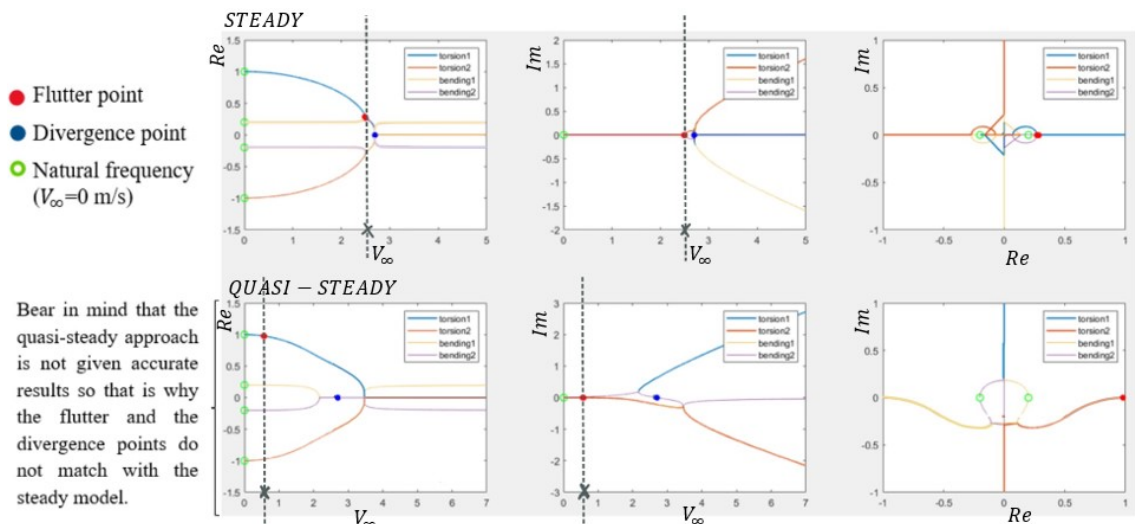 STEADY
Flutter point
Divergence point
Natural frequency
(V∞=0 m/s)
Re
1.5
1
0.5
0
-0.5
-1
-1.5
0 1 2 3 4 5
V∞
torsion1
torsion2
bending1
bending2
Im
2
1.5
1
0.5
0
-0.5
-1
-1.5
-2
0 1 2 3 4 5
V∞
torsion1
torsion2
bending1
bending2
Im
1
0.5
0
-0.5
-1
-1 -0.5 0 0.5 1
Re
torsion1
torsion2
bending1
bending2
QUASI − STEADY
Bear in mind that the
quasi-steady approach
is not given accurate
results so that is why
the flutter and the
divergence points do
not match with the
steady model.
Re
1.5
1
0.5
0
-0.5
-1
-1.5
0 1 2 3 4 5 6 7
V∞
torsion1
torsion2
bending1
bending2
Im
3
2
1
0
-1
-2
-3
0 1 2 3 4 5 6 7
V∞
torsion1
torsion2
bending1
bending2
Im
1
0.5
0
-0.5
-1
-1 -0.5 0 0.5 1
Re
torsion1
torsion2
bending1
bending2